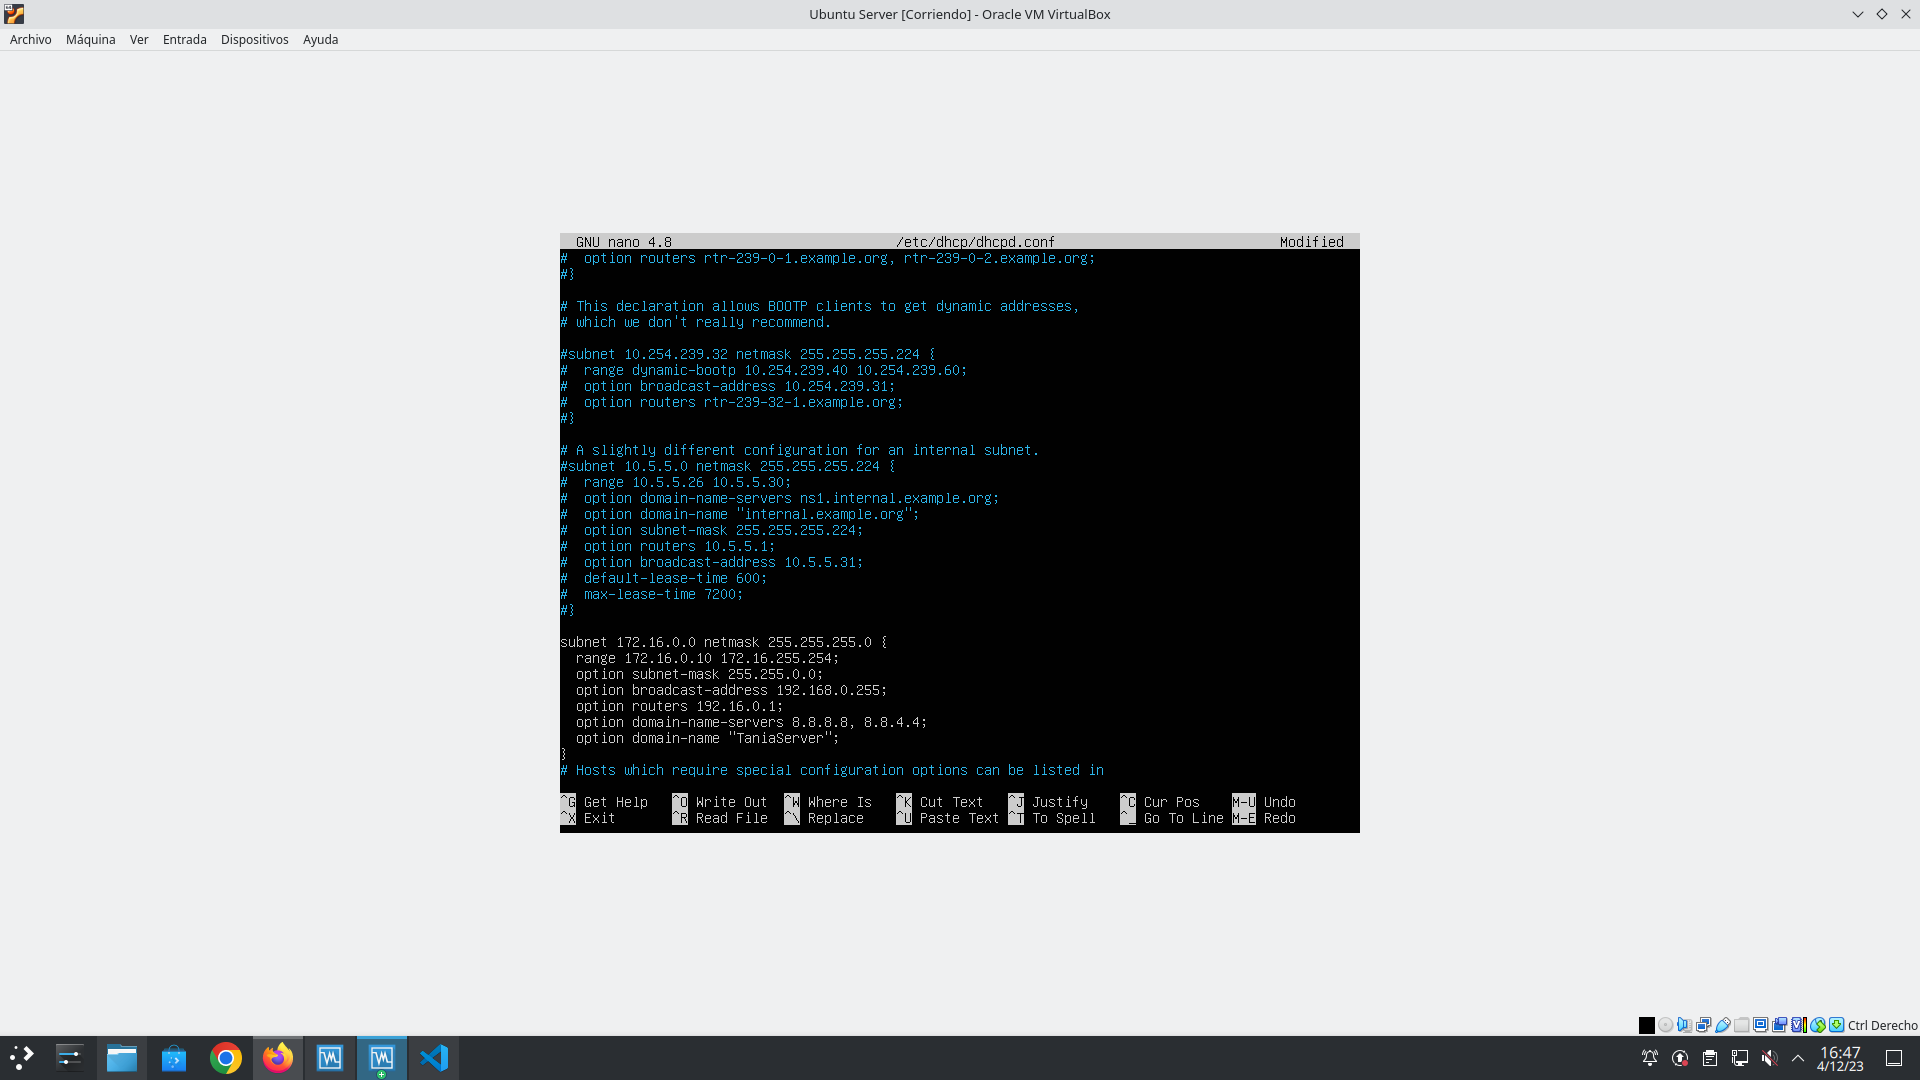 Ubuntu Server [Corriendo] - Oracle VM VirtualBox
Archivo Máquina Ver Entrada Dispositivos Ayuda
GNU nano 4.8 /etc/dhcp/dhcpd.conf Modified
#  option routers rtr-239-0-1.example.org, rtr-239-0-2.example.org;
#}
# This declaration allows BOOTP clients to get dynamic addresses,
# which we don't really recommend.
#subnet 10.254.239.32 netmask 255.255.255.224 {
#  range dynamic-bootp 10.254.239.40 10.254.239.60;
#  option broadcast-address 10.254.239.31;
#  option routers rtr-239-32-1.example.org;
#}
# A slightly different configuration for an internal subnet.
#subnet 10.5.5.0 netmask 255.255.255.224 {
#  range 10.5.5.26 10.5.5.30;
#  option domain-name-servers ns1.internal.example.org;
#  option domain-name "internal.example.org";
#  option subnet-mask 255.255.255.224;
#  option routers 10.5.5.1;
#  option broadcast-address 10.5.5.31;
#  default-lease-time 600;
#  max-lease-time 7200;
#}
subnet 172.16.0.0 netmask 255.255.255.0 {
  range 172.16.0.10 172.16.255.254;
  option subnet-mask 255.255.0.0;
  option broadcast-address 192.168.0.255;
  option routers 192.16.0.1;
  option domain-name-servers 8.8.8.8, 8.8.4.4;
  option domain-name "TaniaServer";
}
# Hosts which require special configuration options can be listed in
^G Get Help ^O Write Out ^W Where Is ^K Cut Text ^J Justify ^C Cur Pos M-U Undo
^X Exit ^R Read File ^\ Replace ^U Paste Text ^T To Spell ^_ Go To Line M-E Redo
Ctrl Derecho
16:47
4/12/23